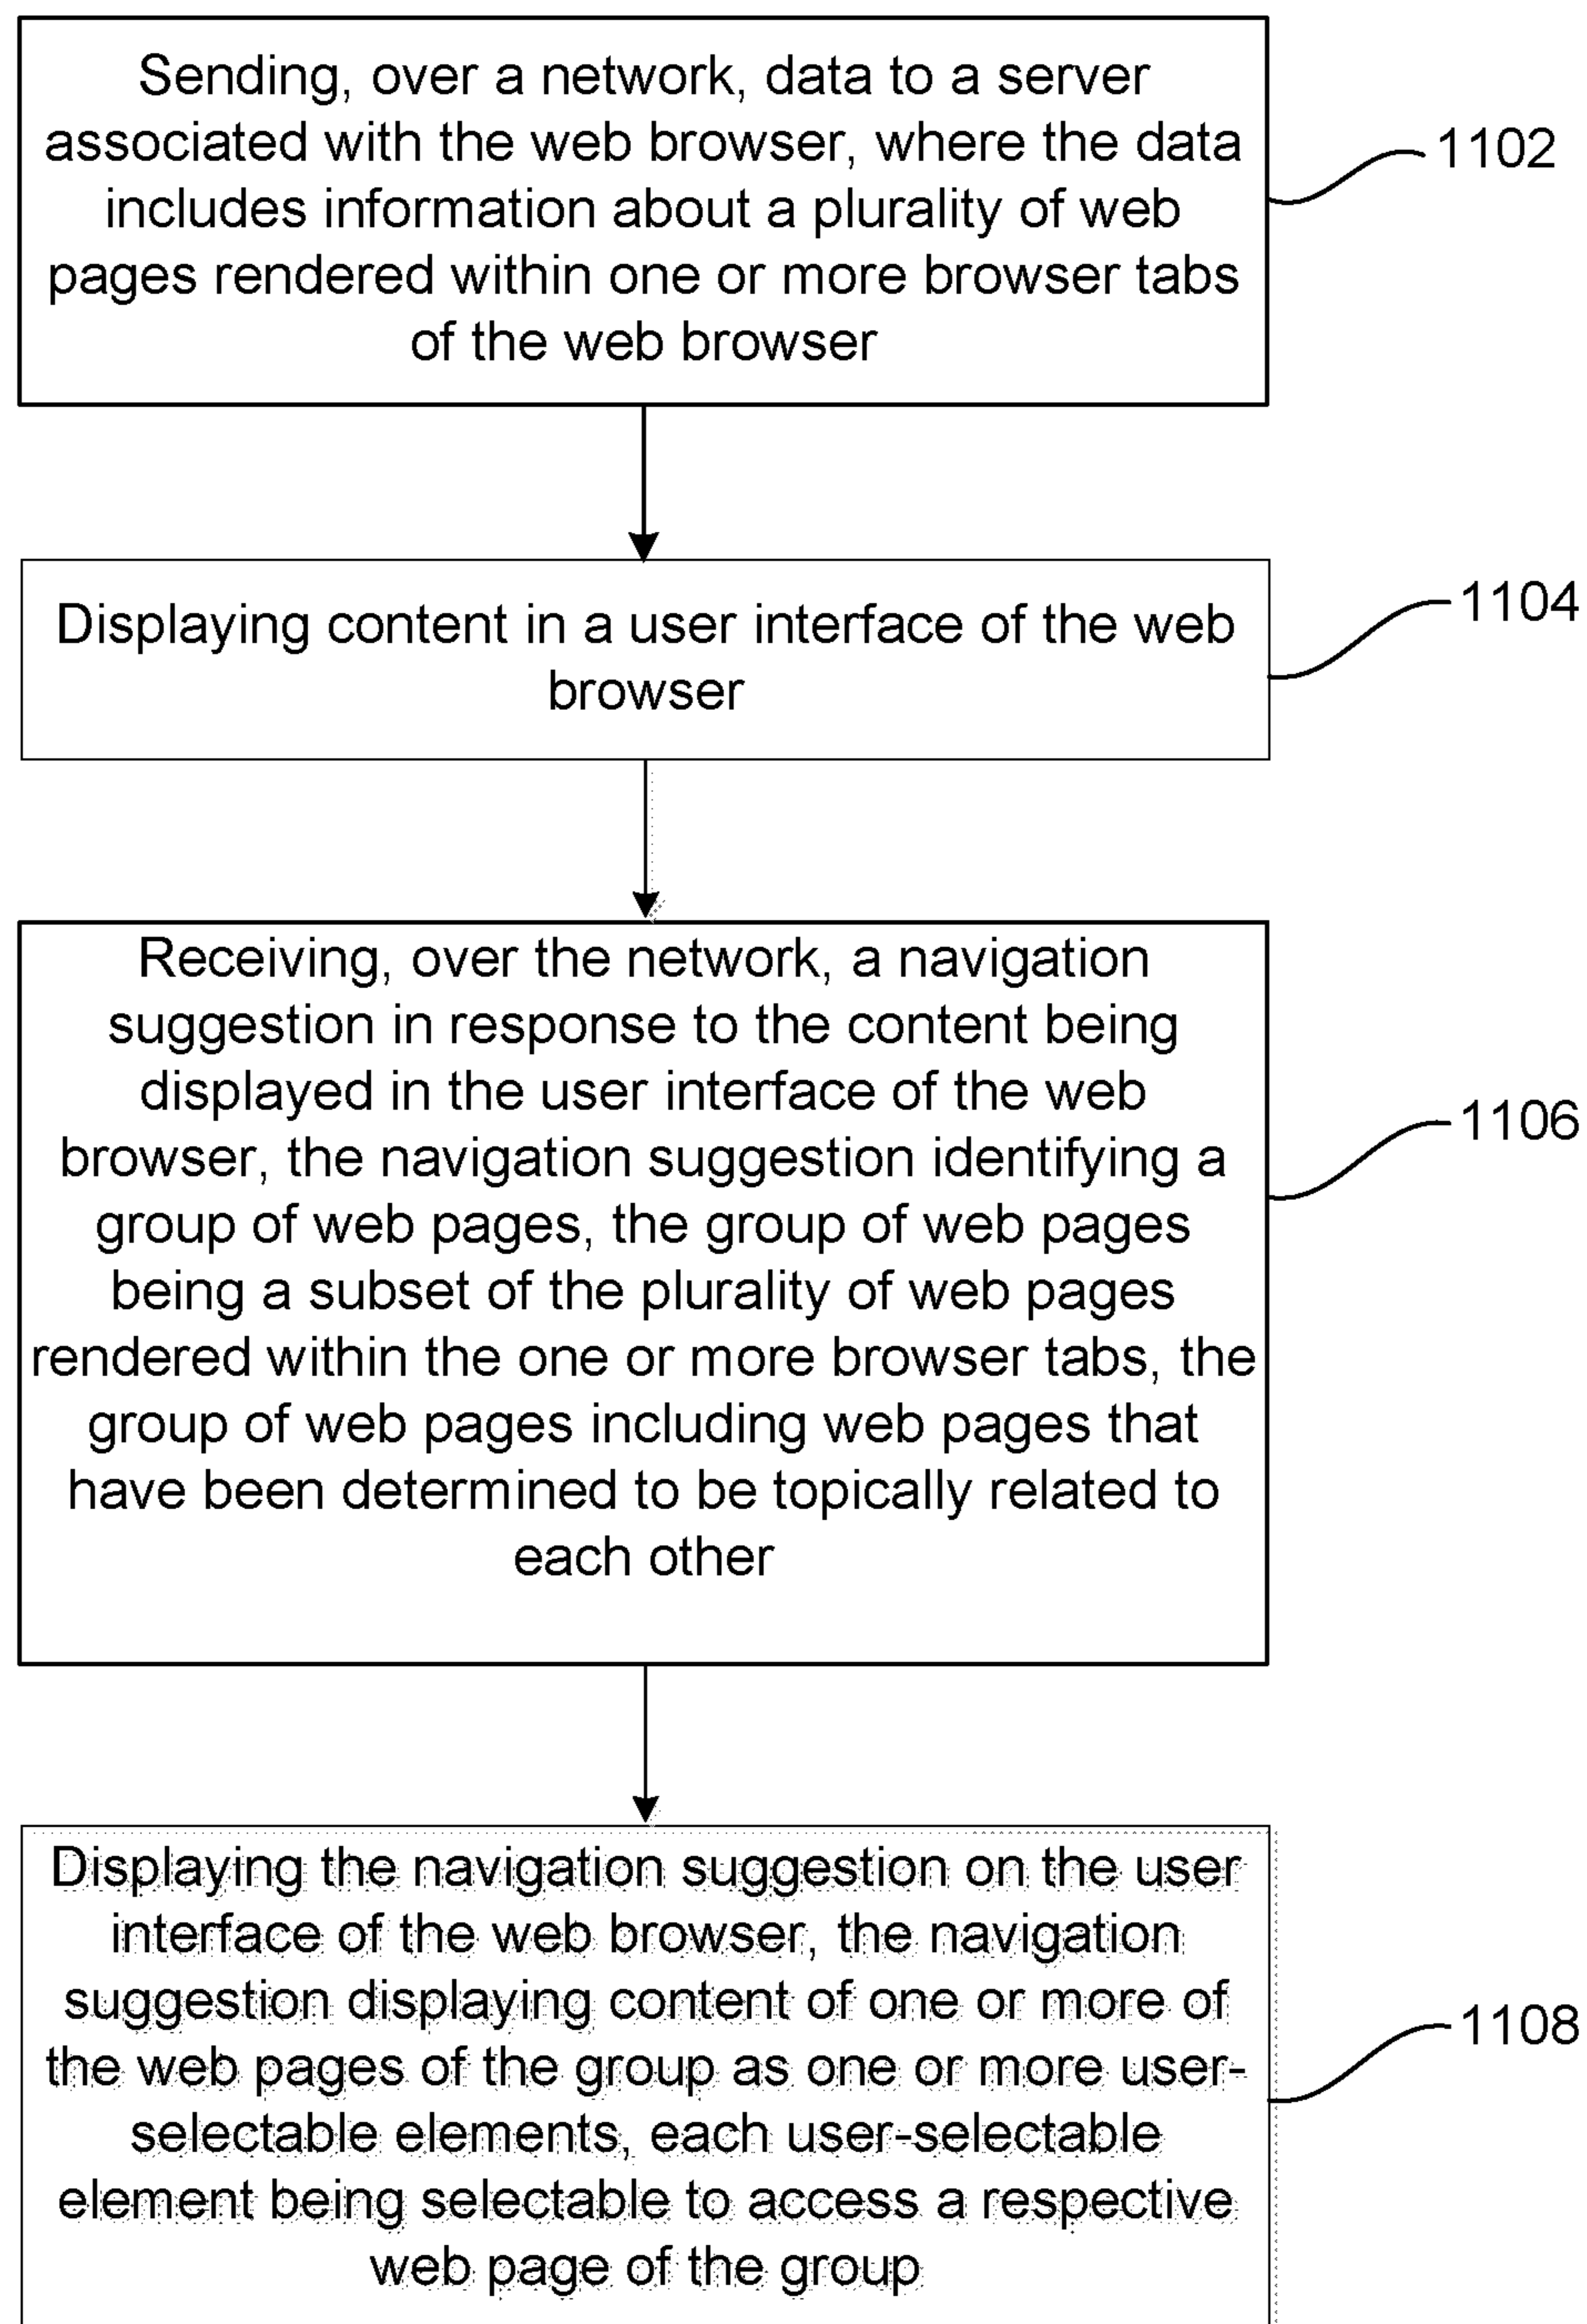 Sending, over a network, data to a server
associated with the web browser, where the data
includes information about a plurality of web
pages rendered within one or more browser tabs
of the web browser
1102
Displaying content in a user interface of the web
browser
1104
Receiving, over the network, a navigation
suggestion in response to the content being
displayed in the user interface of the web
browser, the navigation suggestion identifying a
group of web pages, the group of web pages
being a subset of the plurality of web pages
rendered within the one or more browser tabs, the
group of web pages including web pages that
have been determined to be topically related to
each other
1106
Displaying the navigation suggestion on the user
interface of the web browser, the navigation
suggestion displaying content of one or more of
the web pages of the group as one or more user-
selectable elements, each user-selectable
element being selectable to access a respective
web page of the group
1108